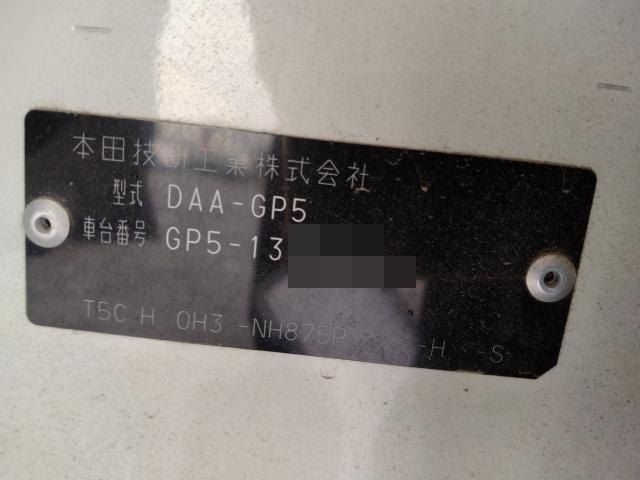 本田技研工業株式会社
型式 DAA-GP5
車台番号 GP5-13
T5C H 0H3 -NH875P -H -S